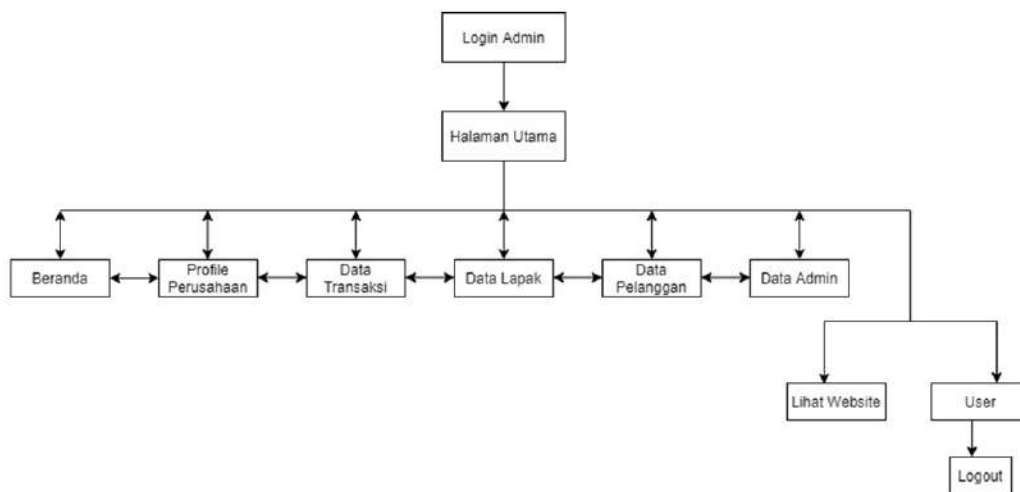 Login Admin
Halaman Utama
Beranda
Profile
Perusahaan
Data
Transaksi
Data Lapak
Data
Pelanggan
Data Admin
Lihat Website
User
Logout